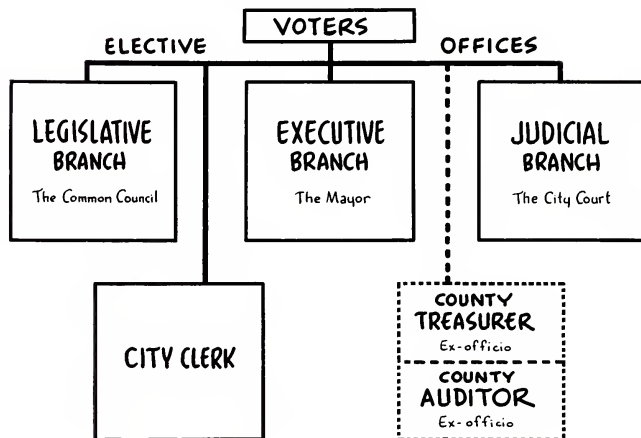 VOTERS
ELECTIVE OFFICES
LEGISLATIVE
BRANCH
The Common Council
EXECUTIVE
BRANCH
The Mayor
JUDICIAL
BRANCH
The City Court
CITY CLERK
COUNTY
TREASURER
Ex-officio
COUNTY
AUDITOR
Ex-officio